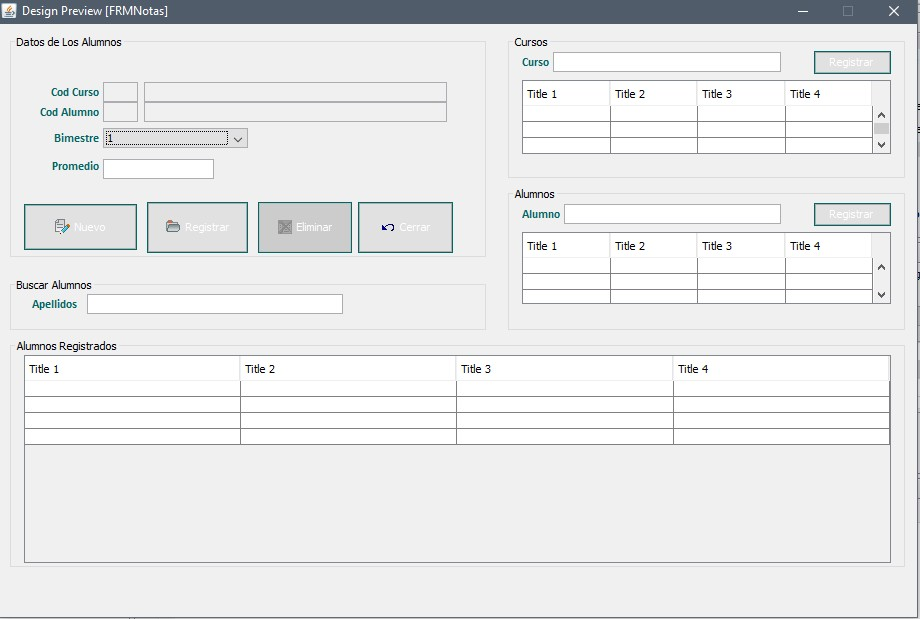 Design Preview [FRMNotas]
Datos de Los Alumnos
Cod Curso
Cod Alumno
Bimestre 1
Promedio
Nuevo Registrar Eliminar Cerrar
Buscar Alumnos
Apellidos
Cursos
Curso Registrar
Title 1 Title 2 Title 3 Title 4
Alumnos
Alumno Registrar
Title 1 Title 2 Title 3 Title 4
Alumnos Registrados
Title 1 Title 2 Title 3 Title 4